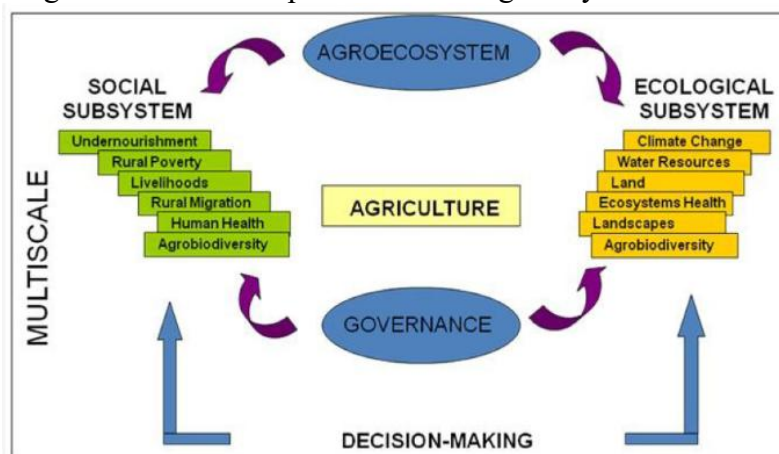 AGROECOSYSTEM
SOCIAL
SUBSYSTEM
Undernourishment
Rural Poverty
Livelihoods
Rural Migration
Human Health
Agrobiodiversity
ECOLOGICAL
SUBSYSTEM
Climate Change
Water Resources
Land
Ecosystems Health
Landscapes
Agrobiodiversity
MULTISCALE
AGRICULTURE
GOVERNANCE
DECISION-MAKING